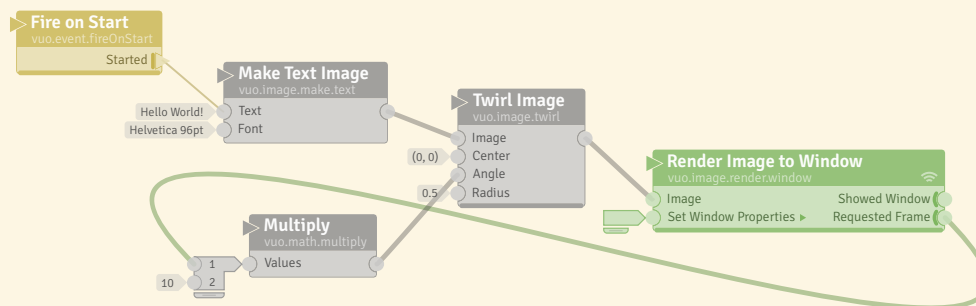 Fire on Start
vuo.event.fireOnStart
Started
Make Text Image
vuo.image.make.text
Hello World!
Text
Helvetica 96pt
Font
Twirl Image
vuo.image.twirl
Image
(0, 0)
Center
Angle
0.5
Radius
Render Image to Window
vuo.image.render.window
Image
Showed Window
Set Window Properties
Requested Frame
Multiply
vuo.math.multiply
1
Values
10
2